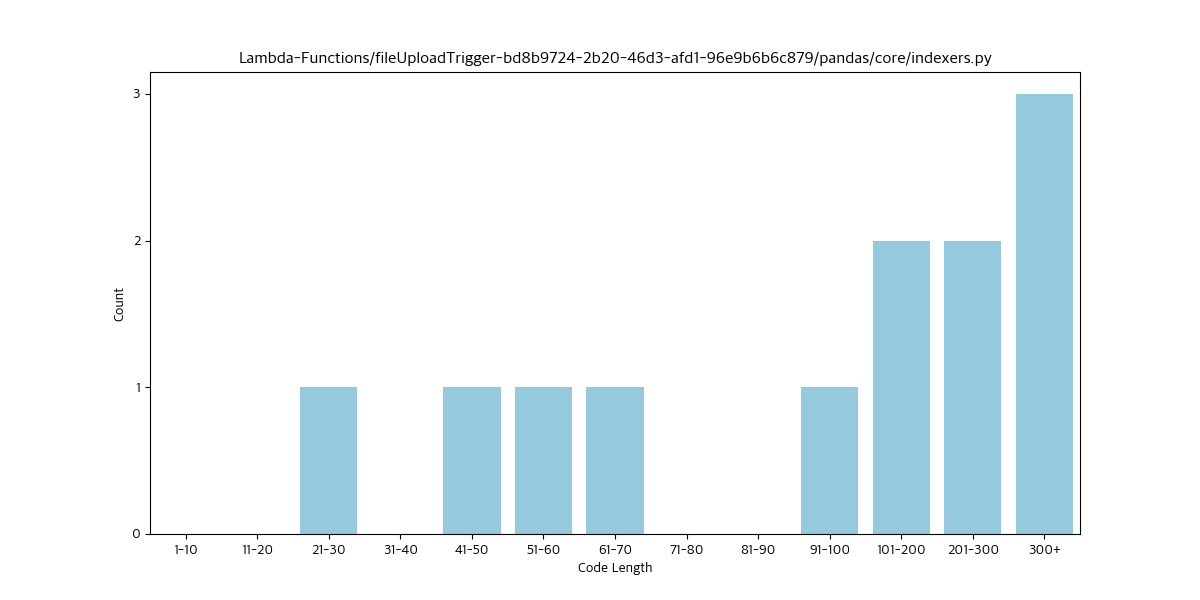 Lambda-Functions/fileUploadTrigger-bd8b9724-2b20-46d3-afd1-96e9b6b6c879/pandas/core/indexers.py
3
2
1
0
Count
1-10 11-20 21-30 31-40 41-50 51-60 61-70 71-80 81-90 91-100 101-200 201-300 300+
Code Length